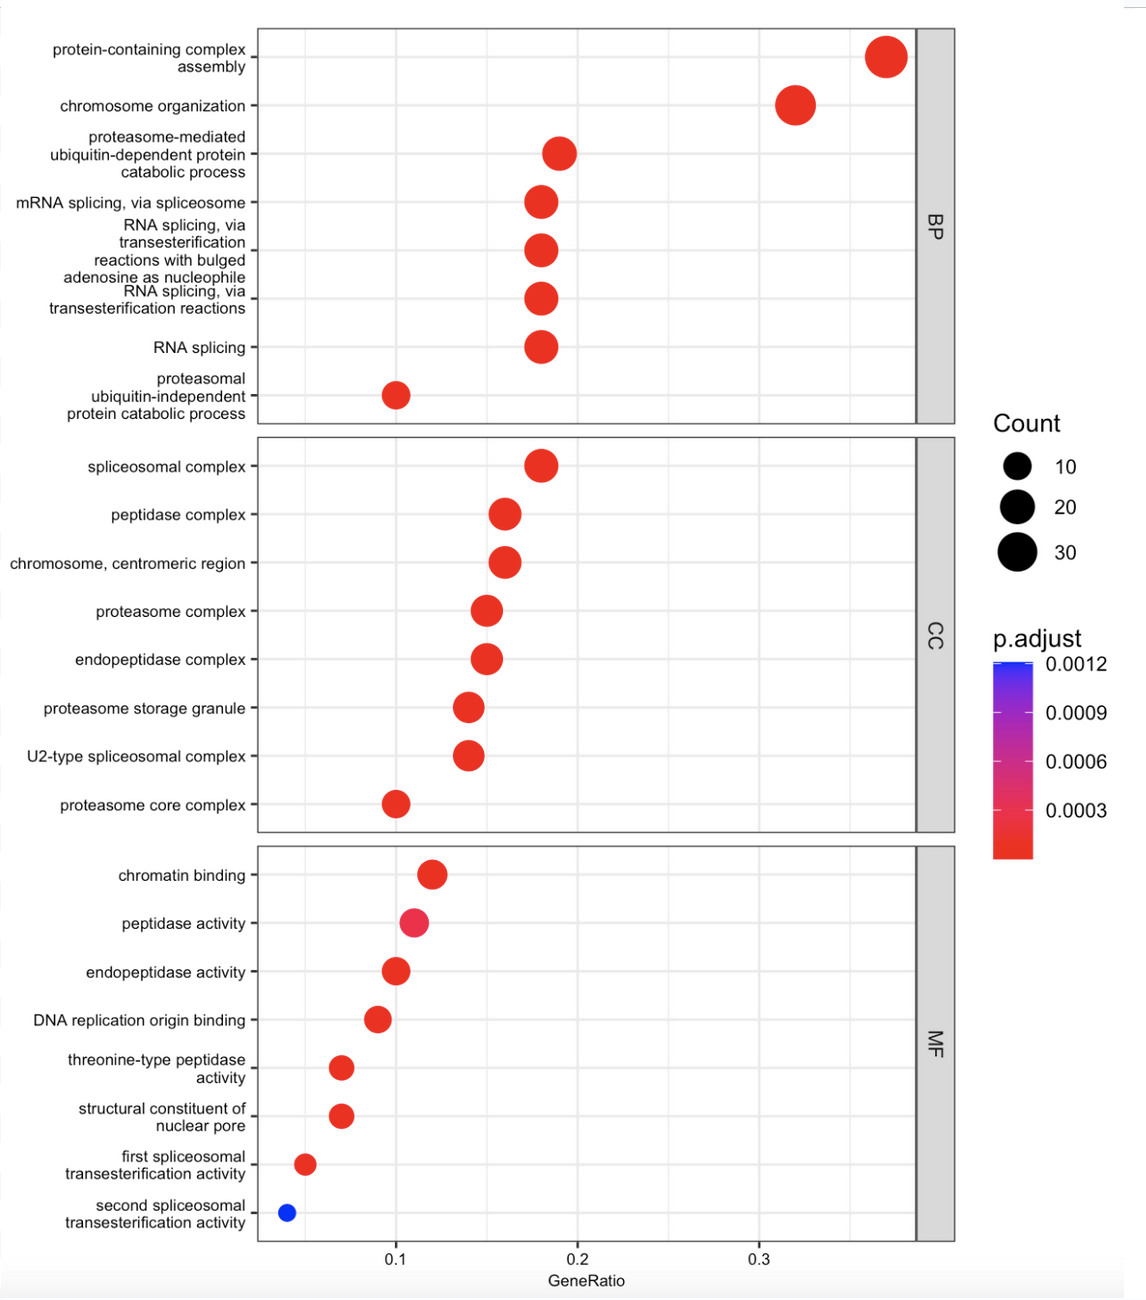 protein-containing complex
assembly
chromosome organization
proteasome-mediated
ubiquitin-dependent protein
catabolic process
mRNA splicing, via spliceosome
RNA splicing, via
transesterification
reactions with bulged
adenosine as nucleophile
RNA splicing, via
transesterification reactions
RNA splicing
proteasomal
ubiquitin-independent
protein catabolic process
BP
spliceosomal complex
peptidase complex
chromosome, centromeric region
proteasome complex
endopeptidase complex
proteasome storage granule
U2-type spliceosomal complex
proteasome core complex
CC
chromatin binding
peptidase activity
endopeptidase activity
DNA replication origin binding
threonine-type peptidase
activity
structural constituent of
nuclear pore
first spliceosomal
transesterification activity
second spliceosomal
transesterification activity
MF
0.1 0.2 0.3
GeneRatio
Count
10
20
30
p.adjust
0.0012
0.0009
0.0006
0.0003